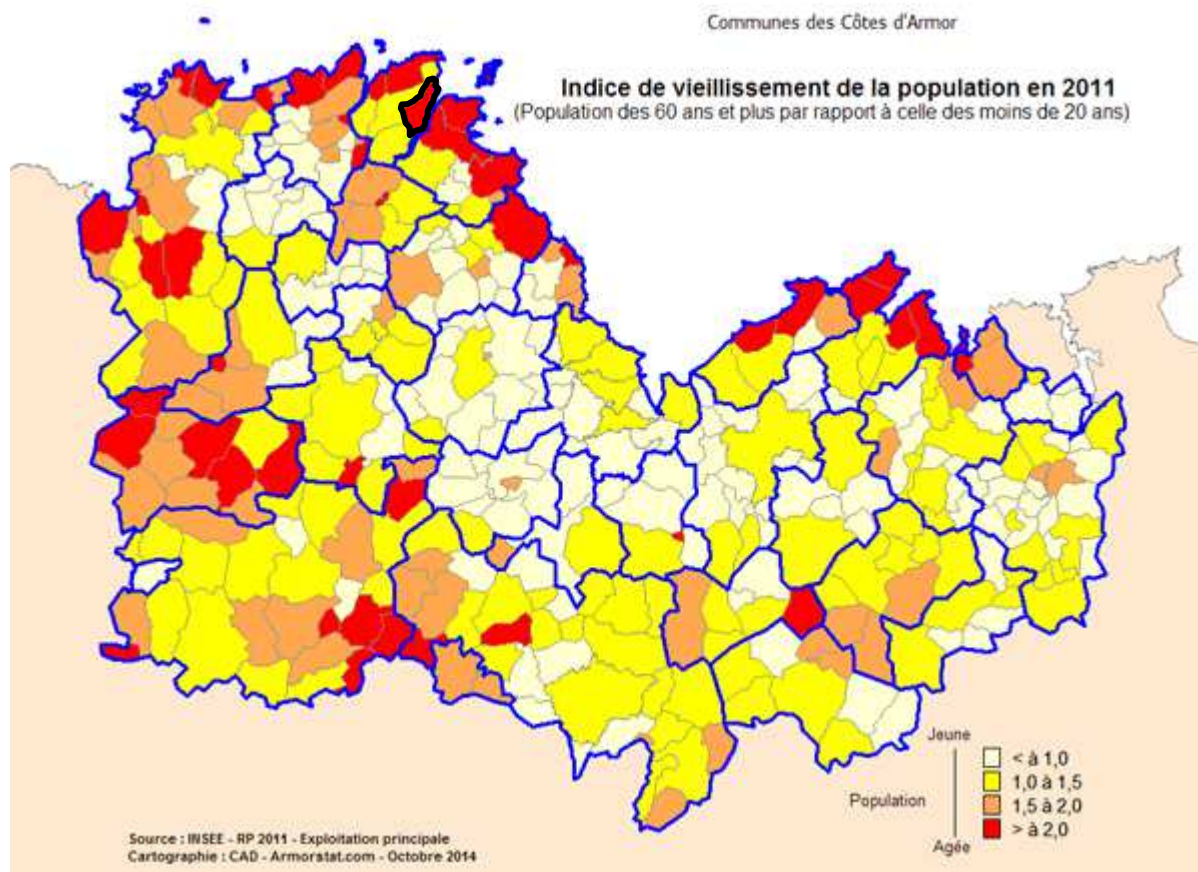 Communes des Côtes d'Armor
Indice de vieillissement de la population en 2011
(Population des 60 ans et plus par rapport à celle des moins de 20 ans)
Jeune
< à 1,0
1,0 à 1,5
Population
1,5 à 2,0
> à 2,0
Agée
Source : INSEE - RP 2011 - Exploitation principale
Cartographie : CAD - Armorstat.com - Octobre 2014